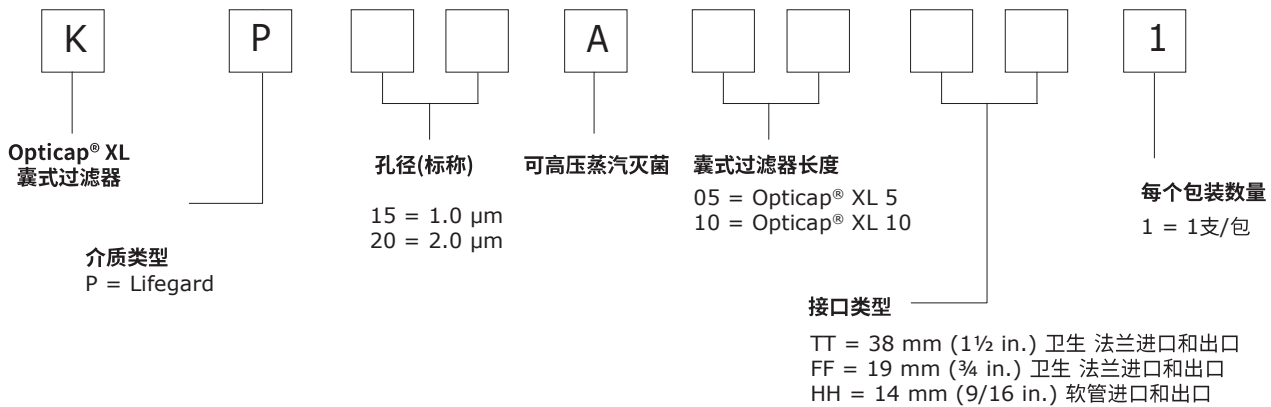 K P A 1
Opticap® XL
囊式过滤器
介质类型
P = Lifegard
孔径(标称)
15 = 1.0 µm
20 = 2.0 µm
可高压蒸汽灭菌
囊式过滤器长度
05 = Opticap® XL 5
10 = Opticap® XL 10
接口类型
TT = 38 mm (1½ in.) 卫生 法兰进口和出口
FF = 19 mm (¾ in.) 卫生 法兰进口和出口
HH = 14 mm (9/16 in.) 软管进口和出口
每个包装数量
1 = 1支/包